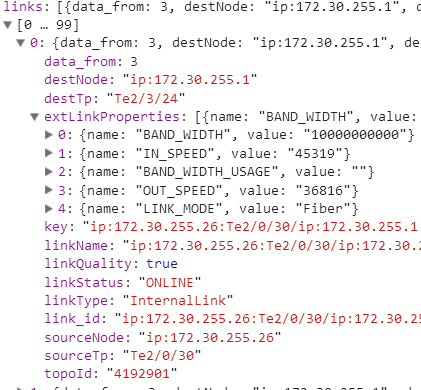 links: [{data_from: 3, destNode: "ip:172.30.255.1", d
▼[0 … 99]
▼0: {data_from: 3, destNode: "ip:172.30.255.1", des
data_from: 3
destNode: "ip:172.30.255.1"
destTp: "Te2/3/24"
▼extLinkProperties: [{name: "BAND_WIDTH", value:
▶0: {name: "BAND_WIDTH", value: "10000000000"}
▶1: {name: "IN_SPEED", value: "45319"}
▶2: {name: "BAND_WIDTH_USAGE", value: ""}
▶3: {name: "OUT_SPEED", value: "36816"}
▶4: {name: "LINK_MODE", value: "Fiber"}
key: "ip:172.30.255.26:Te2/0/30/ip:172.30.255.1
linkName: "ip:172.30.255.26:Te2/0/30/ip:172.30.2
linkQuality: true
linkStatus: "ONLINE"
linkType: "InternalLink"
link_id: "ip:172.30.255.26:Te2/0/30/ip:172.30.25
sourceNode: "ip:172.30.255.26"
sourceTp: "Te2/0/30"
topoId: "4192901"